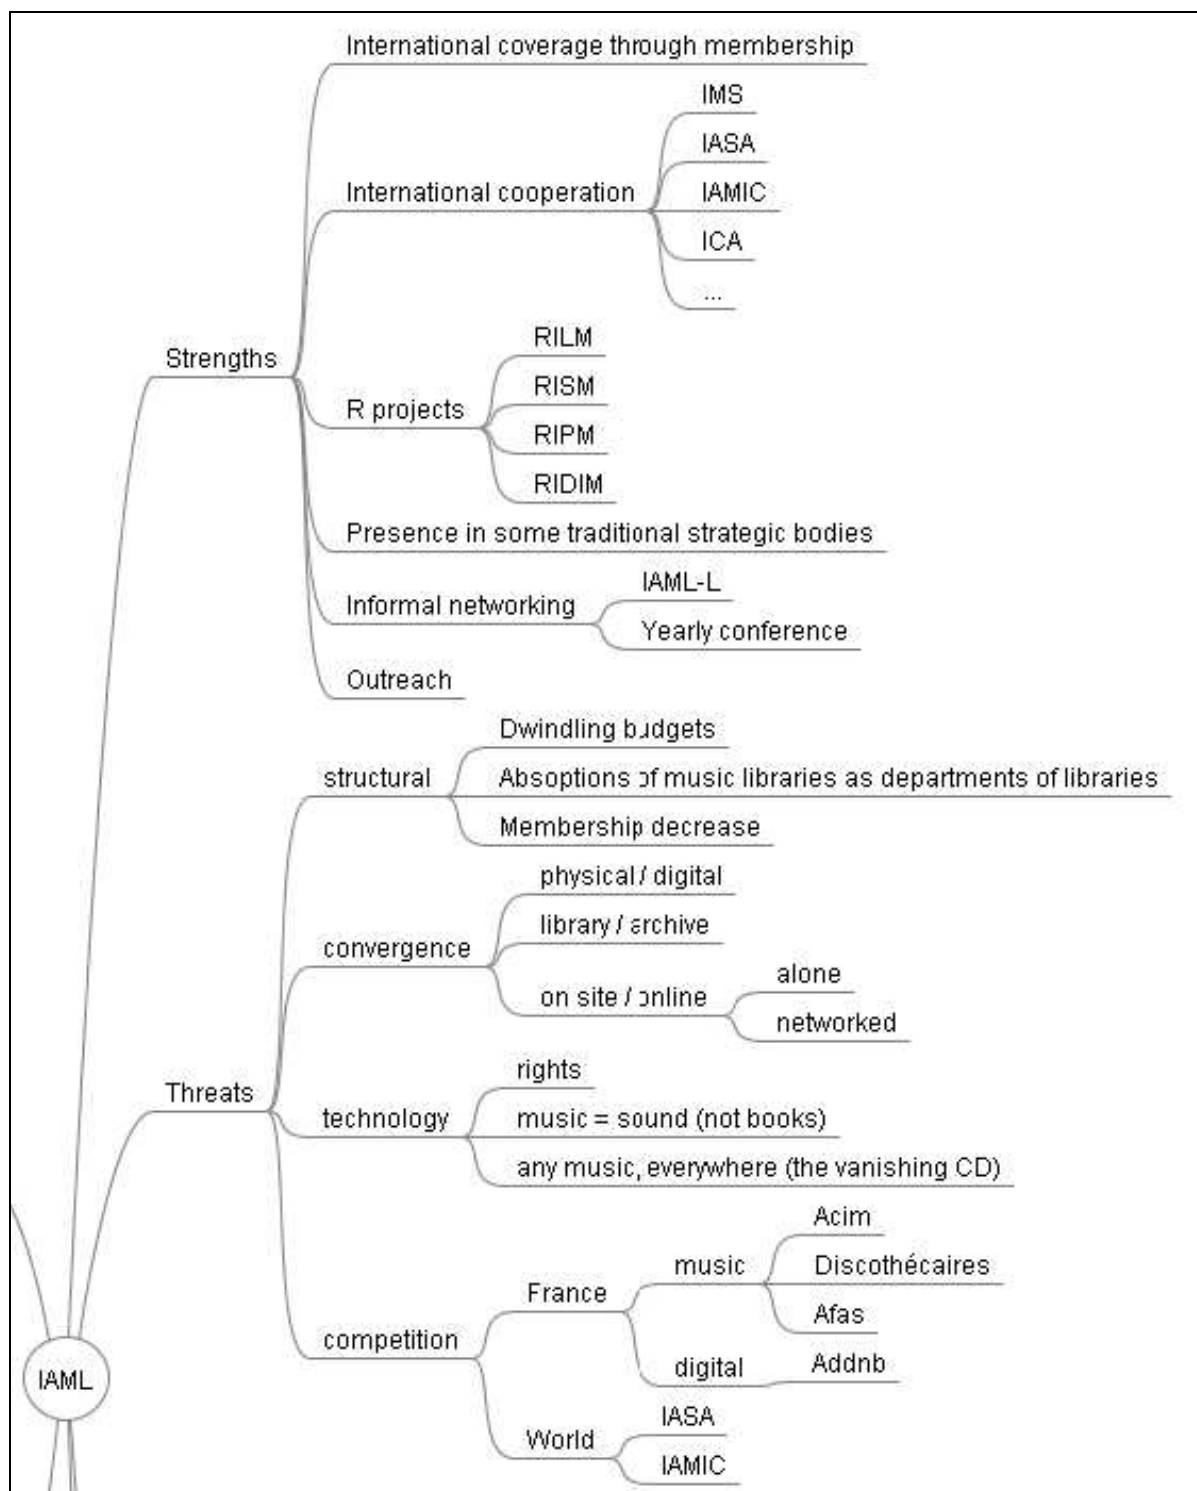 International coverage through membership
IMS
IASA
International cooperation
IAMIC
ICA
...
Strengths
RILM
RISM
R projects
RIPM
RIDIM
Presence in some traditional strategic bodies
IAML-L
Informal networking
Yearly conference
Outreach
Dwindling budgets
structural
Absoptions of music libraries as departments of libraries
Membership decrease
physical / digital
library / archive
convergence
alone
on site / online
networked
Threats
rights
technology
music = sound (not books)
any music, everywhere (the vanishing CD)
Acim
music
Discothécaires
France
Afas
competition
digital
Addnb
IAML
IASA
World
IAMIC